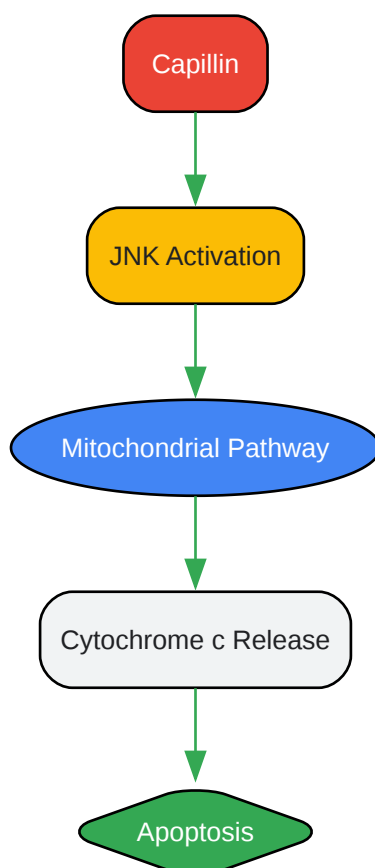 Capillin
JNK Activation
Mitochondrial Pathway
Cytochrome c Release
Apoptosis